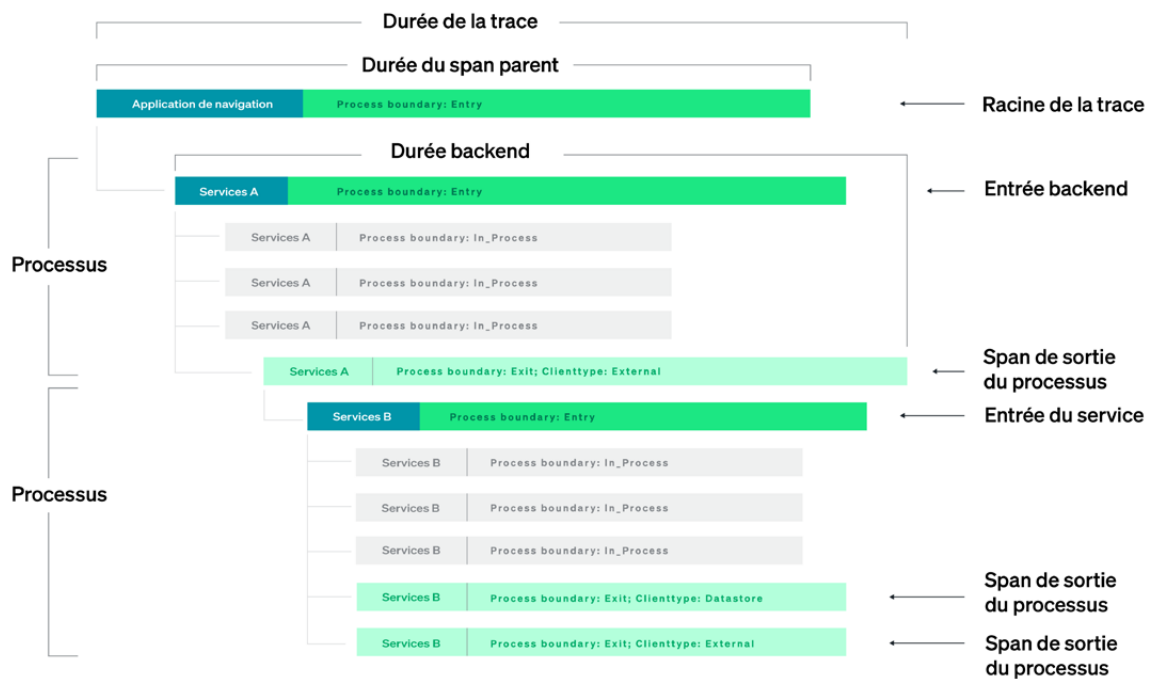 Durée de la trace
Durée du span parent
Application de navigation Process boundary: Entry
Racine de la trace
Durée backend
Services A Process boundary: Entry
Entrée backend
Services A Process boundary: In_Process
Processus
Services A Process boundary: In_Process
Services A Process boundary: In_Process
Services A Process boundary: Exit; Clienttype: External
Span de sortie
du processus
Services B Process boundary: Entry
Entrée du service
Services B Process boundary: In_Process
Processus
Services B Process boundary: In_Process
Services B Process boundary: In_Process
Services B Process boundary: Exit; Clienttype: Datastore
Span de sortie
du processus
Services B Process boundary: Exit; Clienttype: External
Span de sortie
du processus